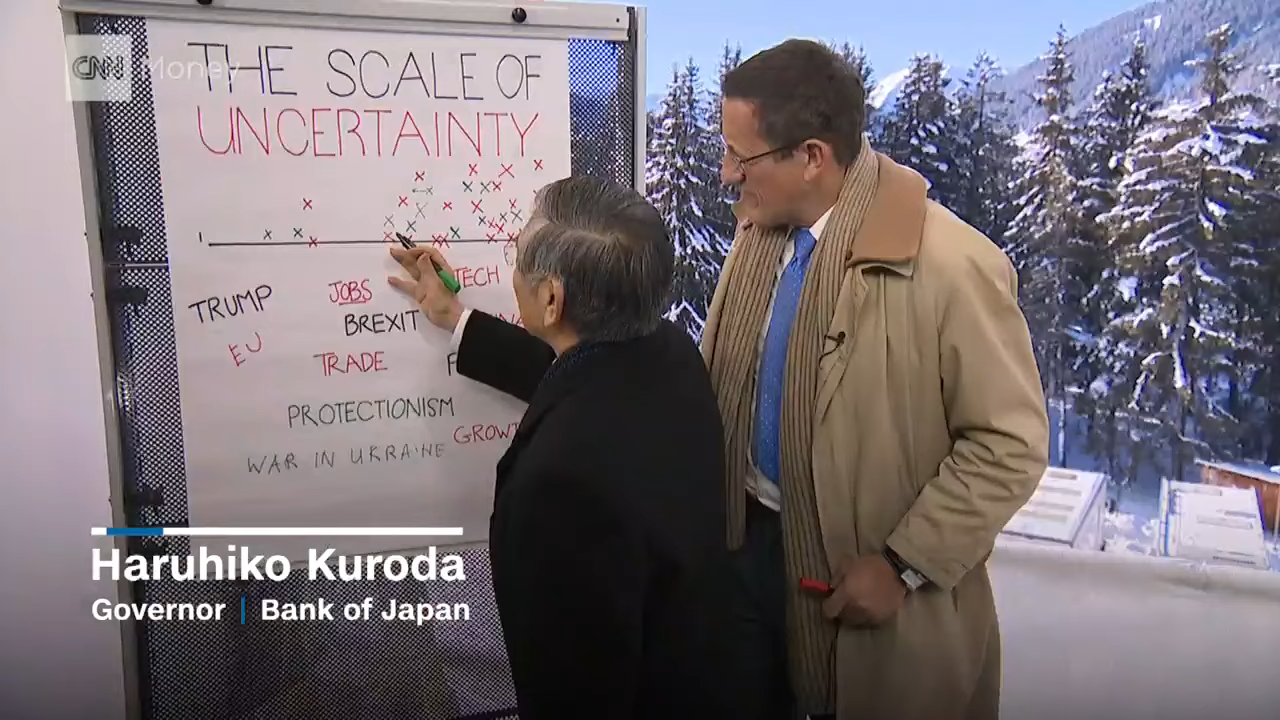 CNN Money
THE SCALE OF
UNCERTAINTY
1
TRUMP
JOBS
TECH
BREXIT
EU
TRADE
PROTECTIONISM
WAR IN UKRAINE
Haruhiko Kuroda
Governor | Bank of Japan